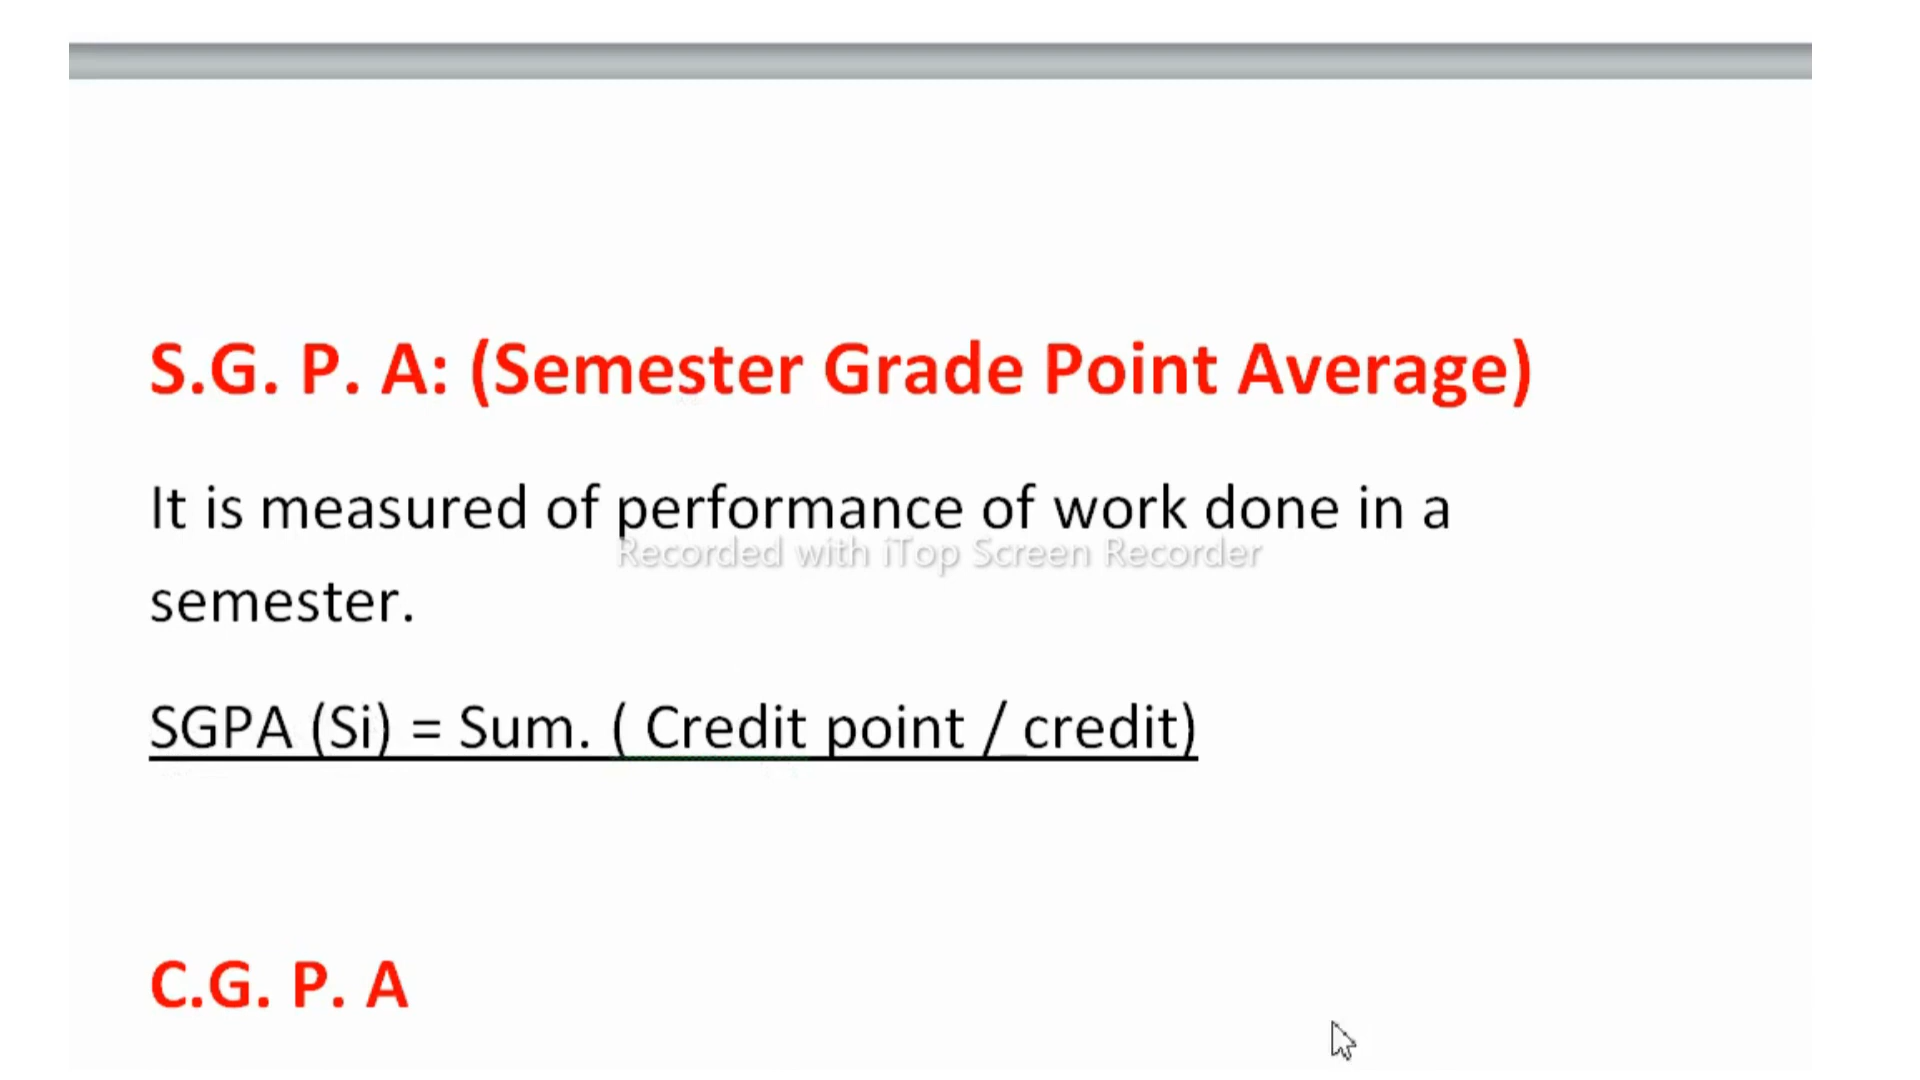 S.G. P. A: (Semester Grade Point Average)
It is measured of performance of work done in a
Recorded with iTop Screen Recorder
semester.
SGPA (Si) = Sum. ( Credit point / credit)
C.G. P. A